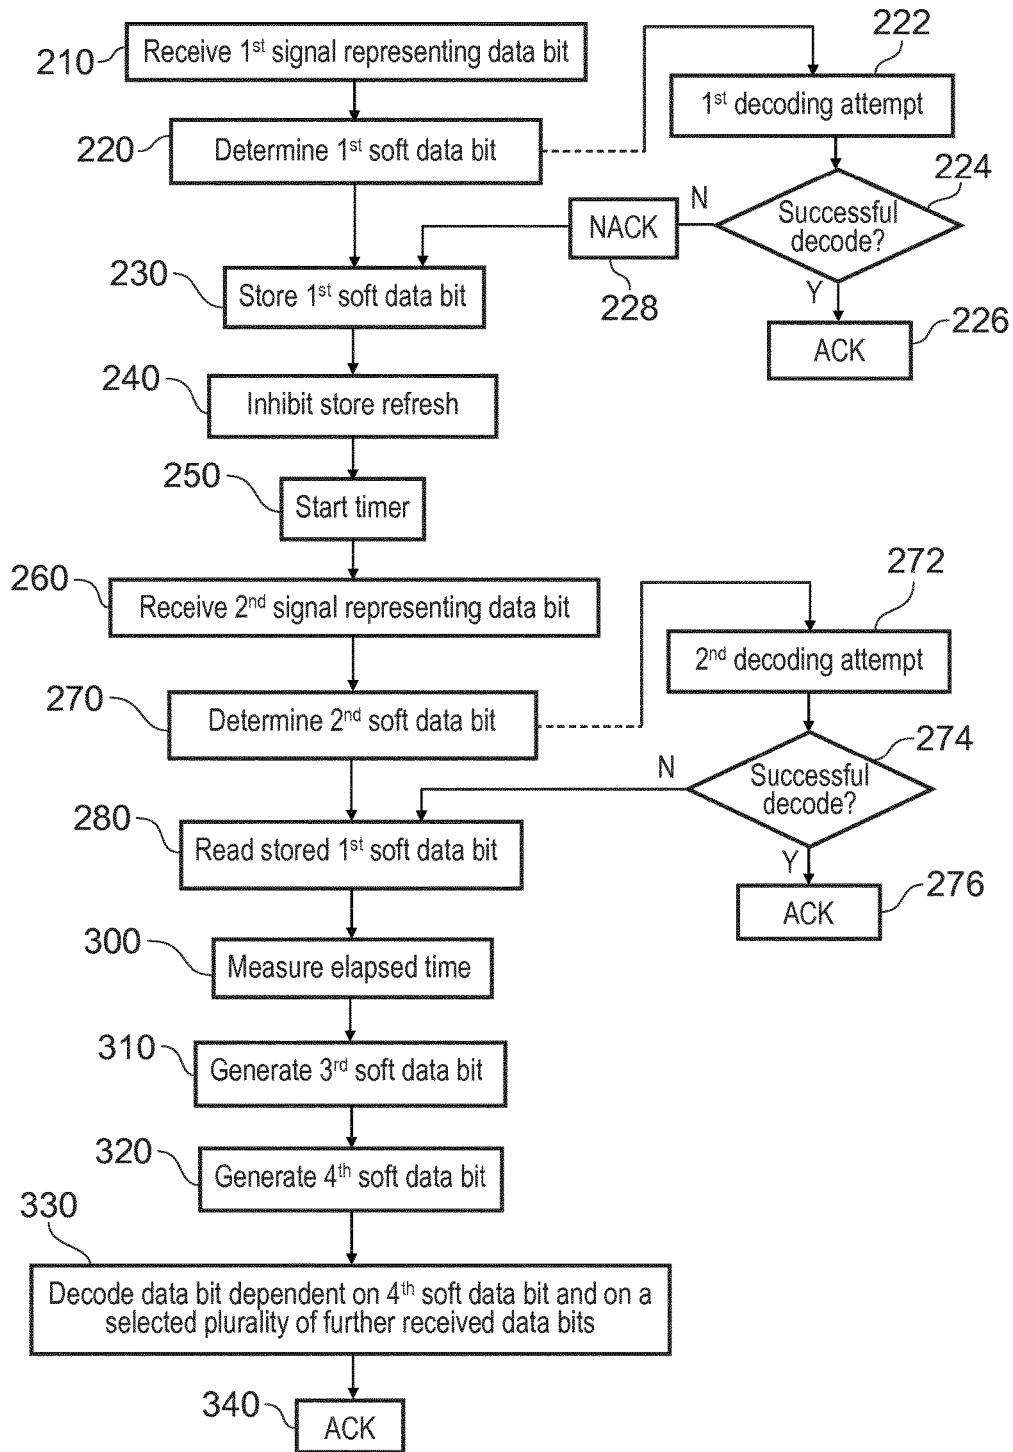 210
Receive 1st signal representing data bit
222
1st decoding attempt
220
Determine 1st soft data bit
224
Successful
decode?
N
NACK
228
Y
226
ACK
230
Store 1st soft data bit
240
Inhibit store refresh
250
Start timer
260
Receive 2nd signal representing data bit
272
2nd decoding attempt
270
Determine 2nd soft data bit
274
Successful
decode?
N
Y
276
ACK
280
Read stored 1st soft data bit
300
Measure elapsed time
310
Generate 3rd soft data bit
320
Generate 4th soft data bit
330
Decode data bit dependent on 4th soft data bit and on a
selected plurality of further received data bits
340
ACK